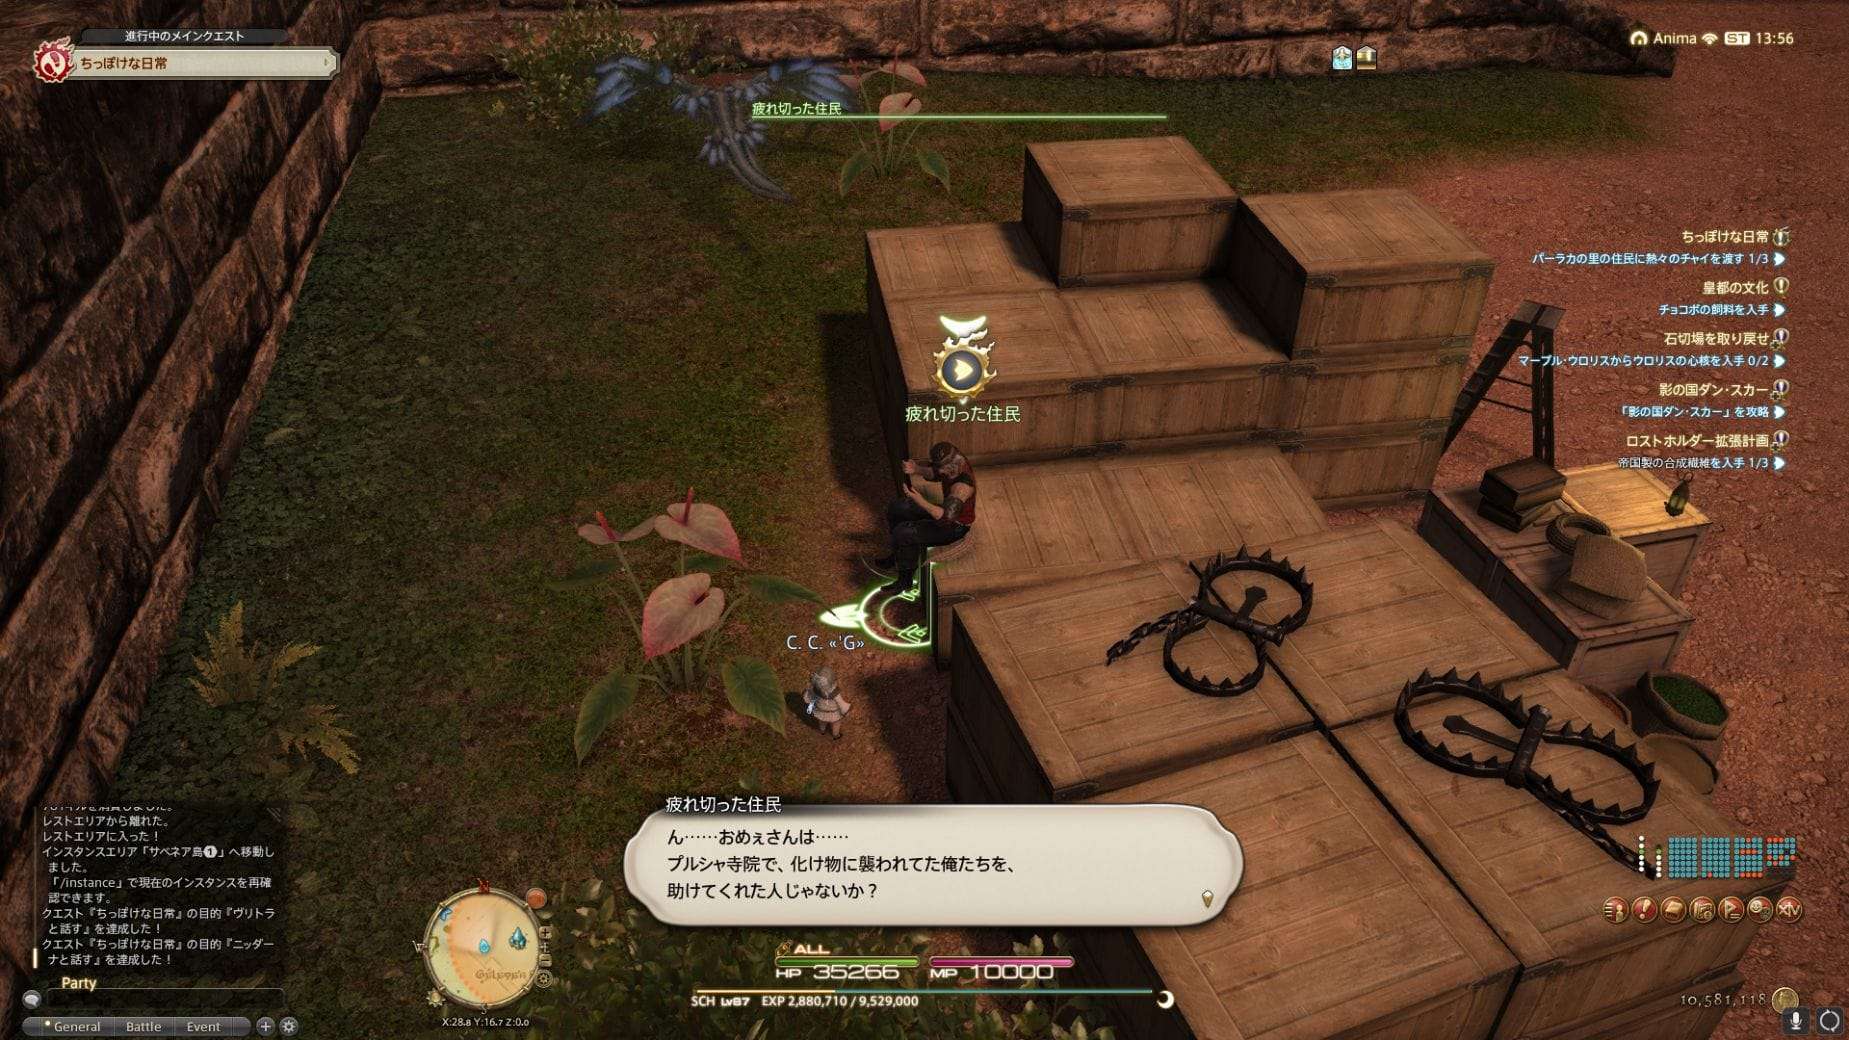 進行中のメインクエスト
ちっぽけな日常
Anima ST 13:56
疲れ切った住民
ちっぽけな日常
パーラカの里の住民に熱々のチャイを渡す 1/3
皇都の文化
チョコボの飼料を入手
石切場を取り戻せ
マーブル・ウロリスからウロリスの心核を入手 0/2
影の国ダン・スカー
「影の国ダン・スカー」を攻略
ロストホルダー拡張計画
帝国製の合成繊維を入手 1/3
疲れ切った住民
C. C. «'G»
疲れ切った住民
ん……おめぇさんは……
プルシャ寺院で、化け物に襲われてた俺たちを、
助けてくれた人じゃないか？
レストエリアから離れた。
レストエリアに入った！
インスタンスエリア「サベネア島❶」へ移動し
ました。
「/instance」で現在のインスタンスを再確
認できます。
クエスト『ちっぽけな日常』の目的『ヴリトラ
と話す』を達成した！
クエスト『ちっぽけな日常』の目的『ニッダー
ナと話す』を達成した！
Party
General Battle Event
X:28.8 Y:16.7 Z:0.0
ALL
HP 35266 MP 10000
SCH Lv87 EXP 2,880,710 / 9,529,000
10,581,118
XIV